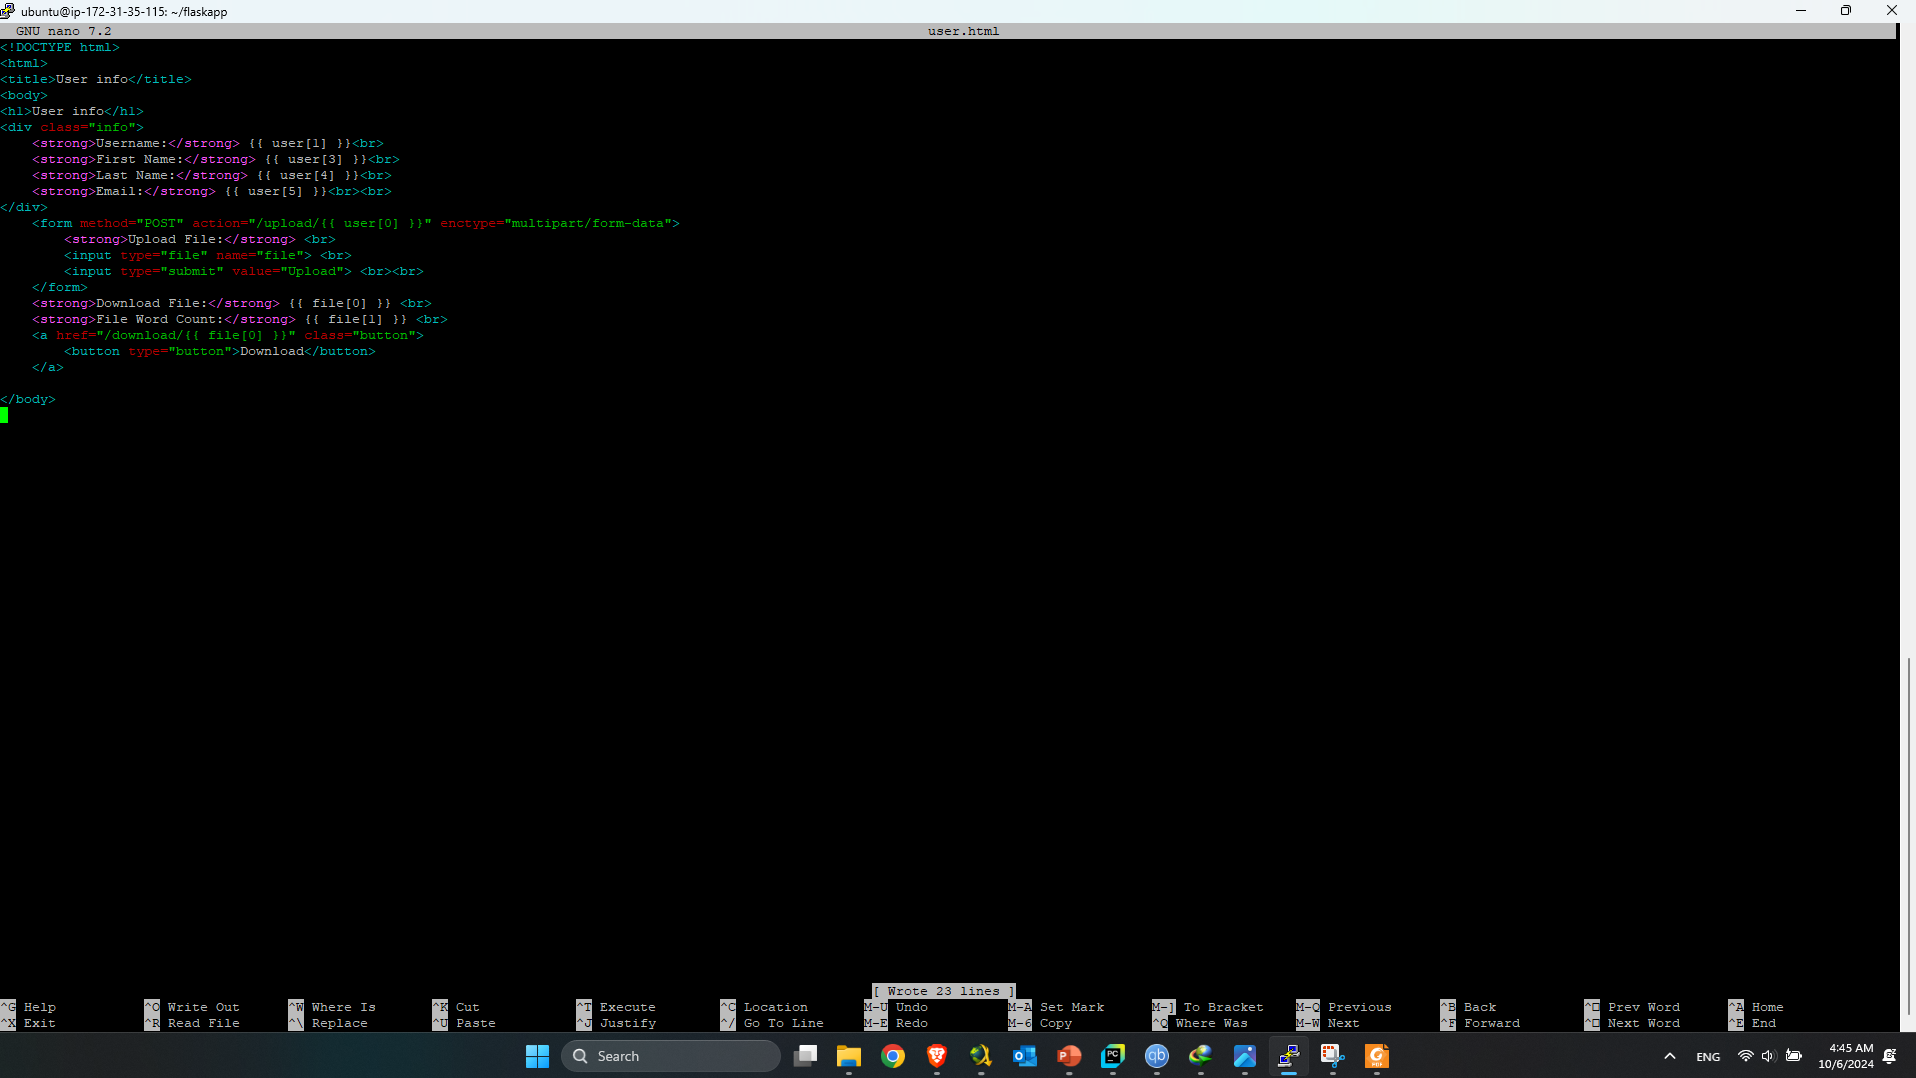 ubuntu@ip-172-31-35-115: ~/flaskapp
GNU nano 7.2 user.html
<!DOCTYPE html>
<html>
<title>User info</title>
<body>
<h1>User info</h1>
<div class="info">
    <strong>Username:</strong> {{ user[1] }}<br>
    <strong>First Name:</strong> {{ user[3] }}<br>
    <strong>Last Name:</strong> {{ user[4] }}<br>
    <strong>Email:</strong> {{ user[5] }}<br><br>
</div>
    <form method="POST" action="/upload/{{ user[0] }}" enctype="multipart/form-data">
        <strong>Upload File:</strong> <br>
        <input type="file" name="file"> <br>
        <input type="submit" value="Upload"> <br><br>
    </form>
    <strong>Download File:</strong> {{ file[0] }} <br>
    <strong>File Word Count:</strong> {{ file[1] }} <br>
    <a href="/download/{{ file[0] }}" class="button">
        <button type="button">Download</button>
    </a>
</body>
[ Wrote 23 lines ]
^G Help ^O Write Out ^W Where Is ^K Cut ^T Execute ^C Location M-U Undo M-A Set Mark M-] To Bracket M-Q Previous ^B Back ^□ Prev Word ^A Home
^X Exit ^R Read File ^\ Replace ^U Paste ^J Justify ^/ Go To Line M-E Redo M-6 Copy ^Q Where Was M-W Next ^F Forward ^□ Next Word ^E End
Search
PC
qb
PDF
ENG
4:45 AM
10/6/2024